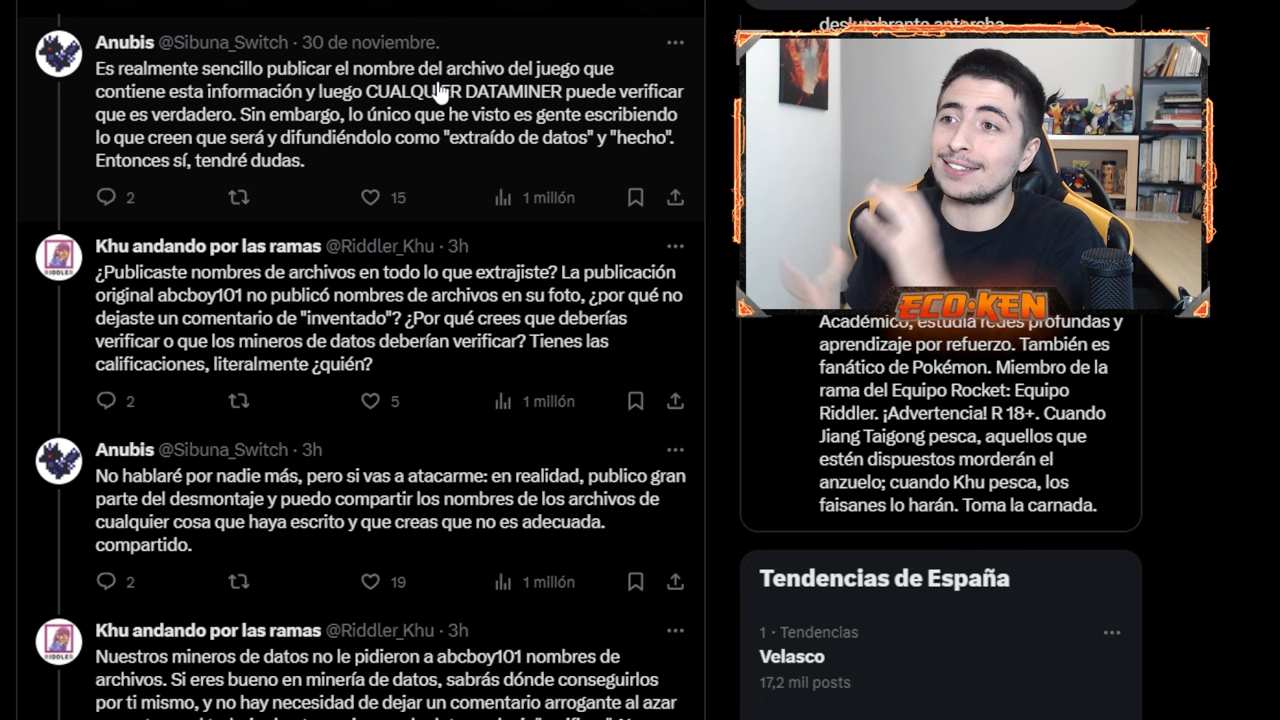 Anubis @Sibuna_Switch · 30 de noviembre.
Es realmente sencillo publicar el nombre del archivo del juego que
contiene esta información y luego CUALQUIER DATAMINER puede verificar
que es verdadero. Sin embargo, lo único que he visto es gente escribiendo
lo que creen que será y difundiéndolo como "extraído de datos" y "hecho".
Entonces sí, tendré dudas.
2 15 1 millón
Khu andando por las ramas @Riddler_Khu · 3h
¿Publicaste nombres de archivos en todo lo que extrajiste? La publicación
original abcboy101 no publicó nombres de archivos en su foto, ¿por qué no
dejaste un comentario de "inventado"? ¿Por qué crees que deberías
verificar o que los mineros de datos deberían verificar? Tienes las
calificaciones, literalmente ¿quién?
2 5 1 millón
Anubis @Sibuna_Switch · 3h
No hablaré por nadie más, pero si vas a atacarme: en realidad, publico gran
parte del desmontaje y puedo compartir los nombres de los archivos de
cualquier cosa que haya escrito y que creas que no es adecuada.
compartido.
2 19 1 millón
Khu andando por las ramas @Riddler_Khu · 3h
Nuestros mineros de datos no le pidieron a abcboy101 nombres de
archivos. Si eres bueno en minería de datos, sabrás dónde conseguirlos
por ti mismo, y no hay necesidad de dejar un comentario arrogante al azar
deslumbrante antorcha
ECO·KEN
Académico, estudia redes profundas y
aprendizaje por refuerzo. También es
fanático de Pokémon. Miembro de la
rama del Equipo Rocket: Equipo
Riddler. ¡Advertencia! R 18+. Cuando
Jiang Taigong pesca, aquellos que
estén dispuestos morderán el
anzuelo; cuando Khu pesca, los
faisanes lo harán. Toma la carnada.
Tendencias de España
1 · Tendencias
Velasco
17,2 mil posts